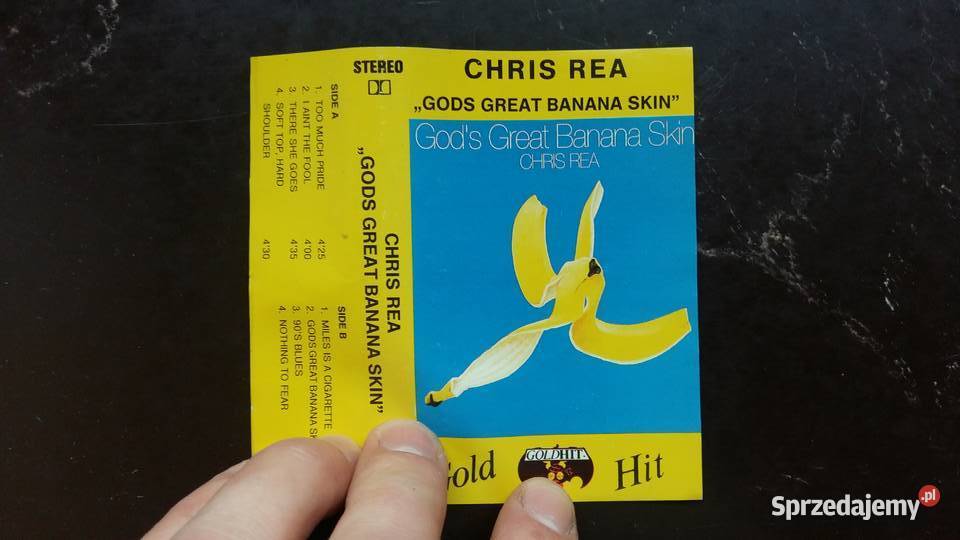 CHRIS REA
„GODS GREAT BANANA SKIN”
God's Great Banana Skin
CHRIS REA
GOLDHIT
Gold Hit
STEREO
CHRIS REA
„GODS GREAT BANANA SKIN”
SIDE A
1. TOO MUCH PRIDE 4'25
2. I AINT THE FOOL 4'00
3. THERE SHE GOES 4'35
4. SOFT TOP, HARD
SHOULDER 4'30
SIDE B
1. MILES IS A CIGARETTE
2. GODS GREAT BANANA SK
3. 90'S BLUES
4. NOTHING TO FEAR
Sprzedajemy.pl